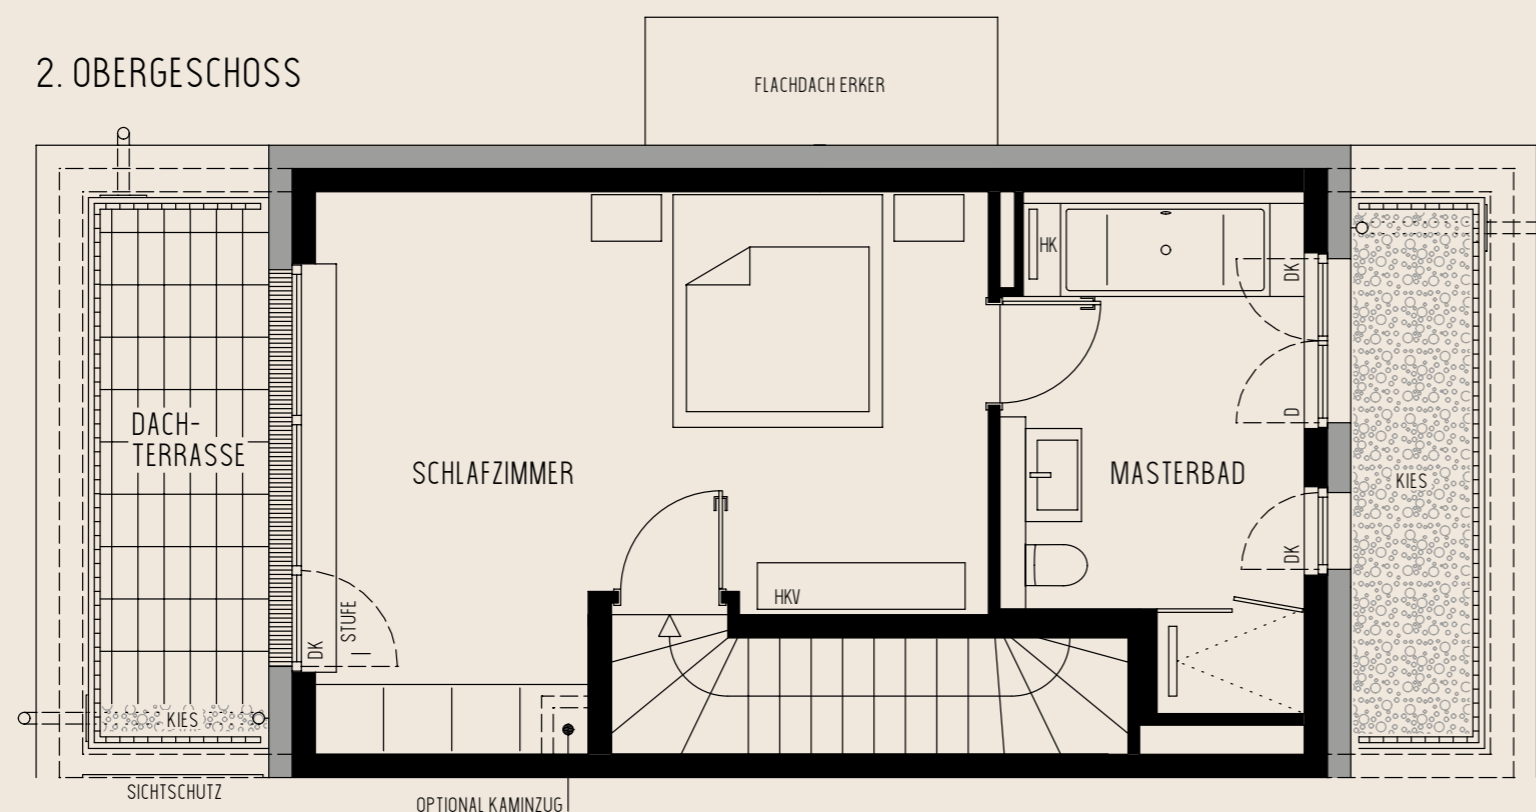 2. OBERGESCHOSS
FLACHDACH ERKER
HK
DK
D
DK
DACH-
TERRASSE
SCHLAFZIMMER
MASTERBAD
KIES
HKV
STUFE
DK
KIES
SICHTSCHUTZ
OPTIONAL KAMINZUG